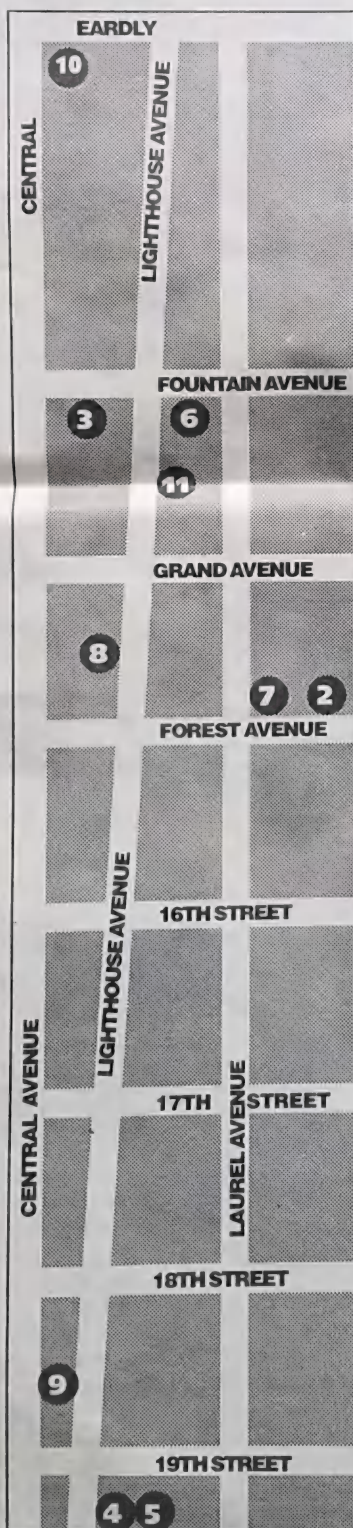 EARDLY
10
CENTRAL
LIGHTHOUSE AVENUE
FOUNTAIN AVENUE
3
6
11
GRAND AVENUE
8
7
2
FOREST AVENUE
LIGHTHOUSE AVENUE
16TH STREET
CENTRAL AVENUE
17TH STREET
LAUREL AVENUE
18TH STREET
9
19TH STREET
4
5